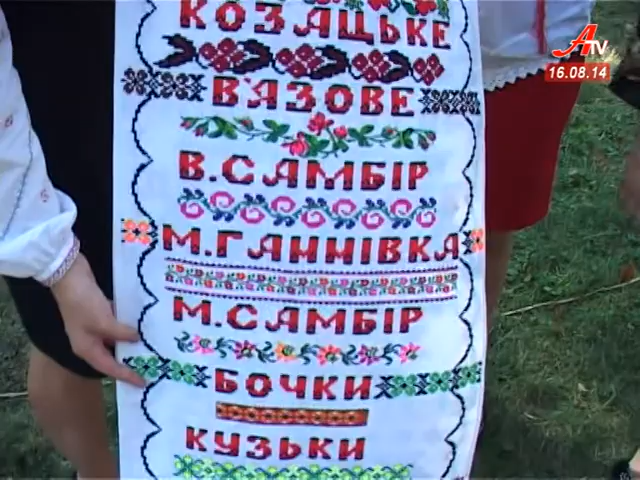 КОЗАЦЬКЕ
В'ЯЗОВЕ
В.САМБІР
М.ГАННІВКА
М.САМБІР
БОЧКИ
КУЗЬКИ
ATV
16.08.14